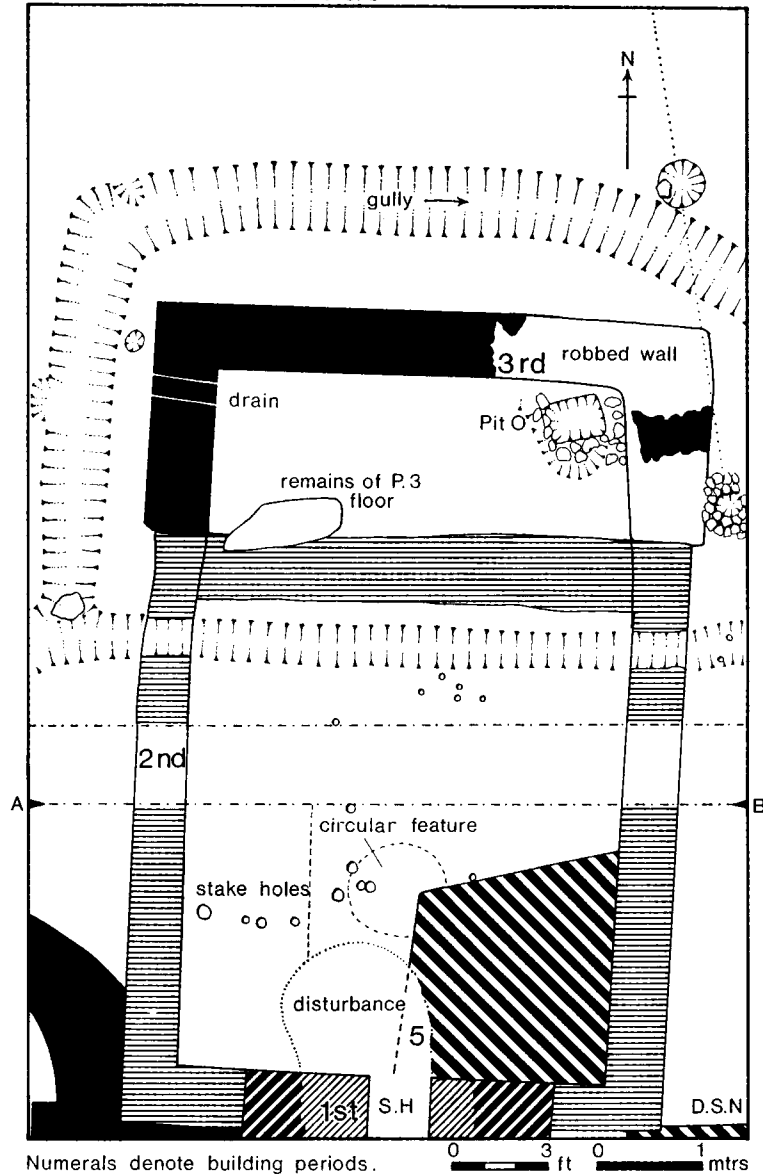 N
gully
3rd
robbed wall
drain
Pit O
remains of P.3
floor
2nd
A
B
circular feature
stake holes
disturbance
5
1st
S.H
D.S.N
Numerals denote building periods.
0 3 ft 0 1 mtrs